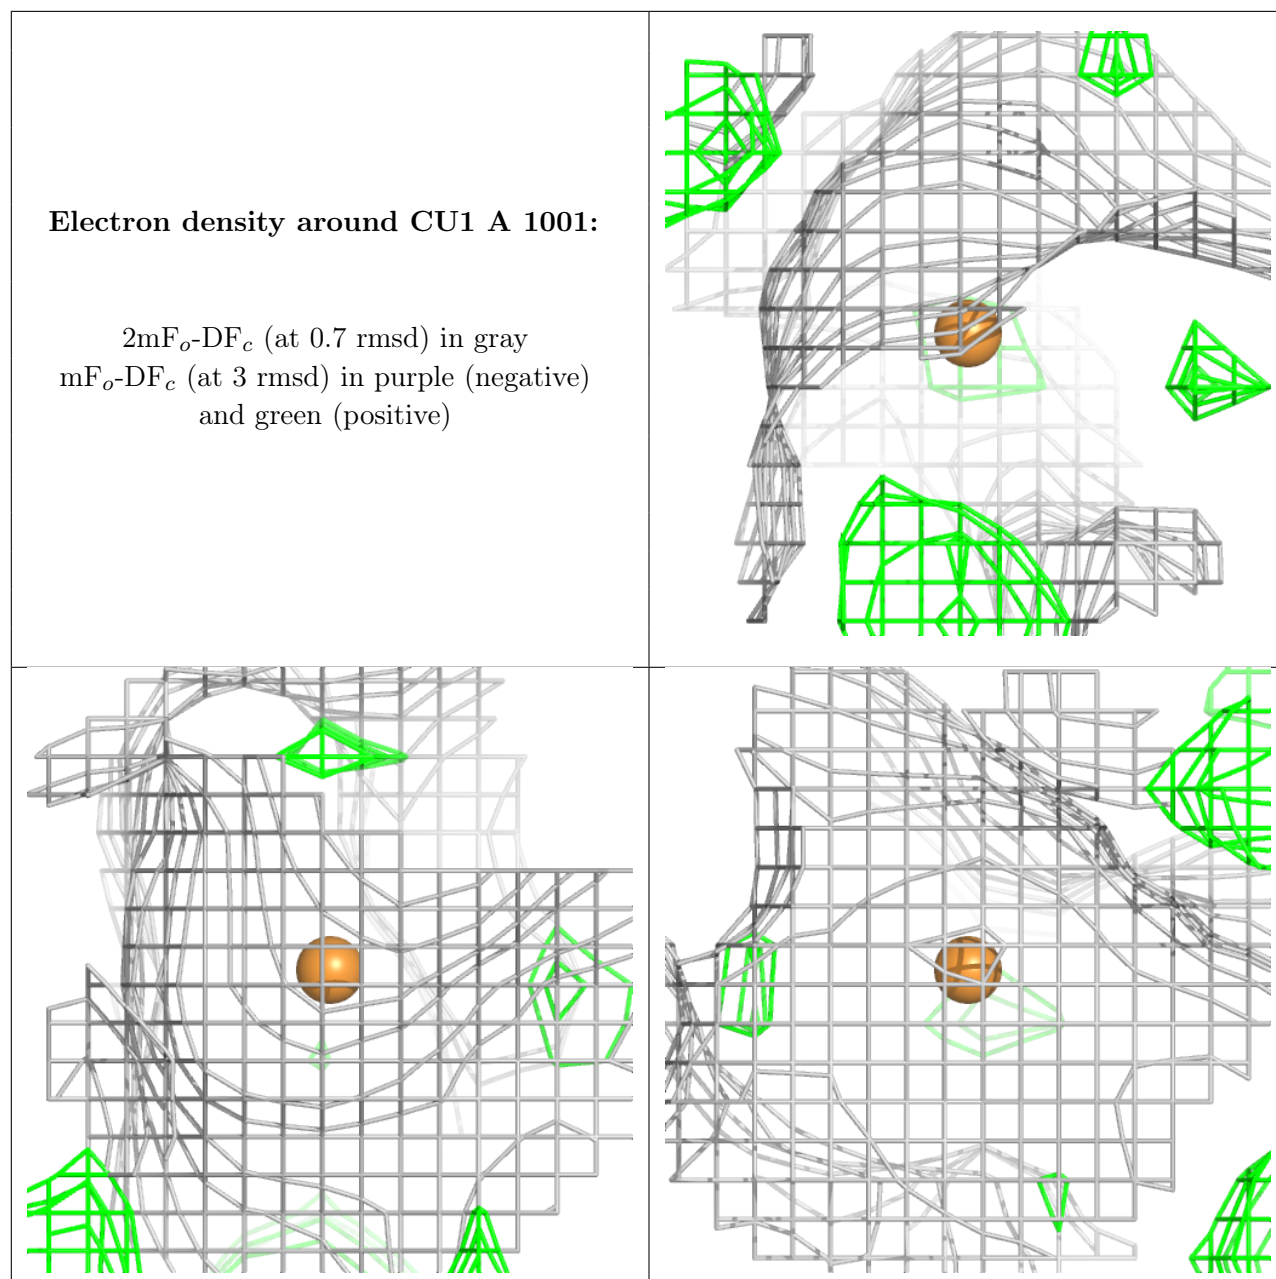 Electron density around CU1 A 1001:
2mFₒ-DF𝒸 (at 0.7 rmsd) in gray
mFₒ-DF𝒸 (at 3 rmsd) in purple (negative)
and green (positive)